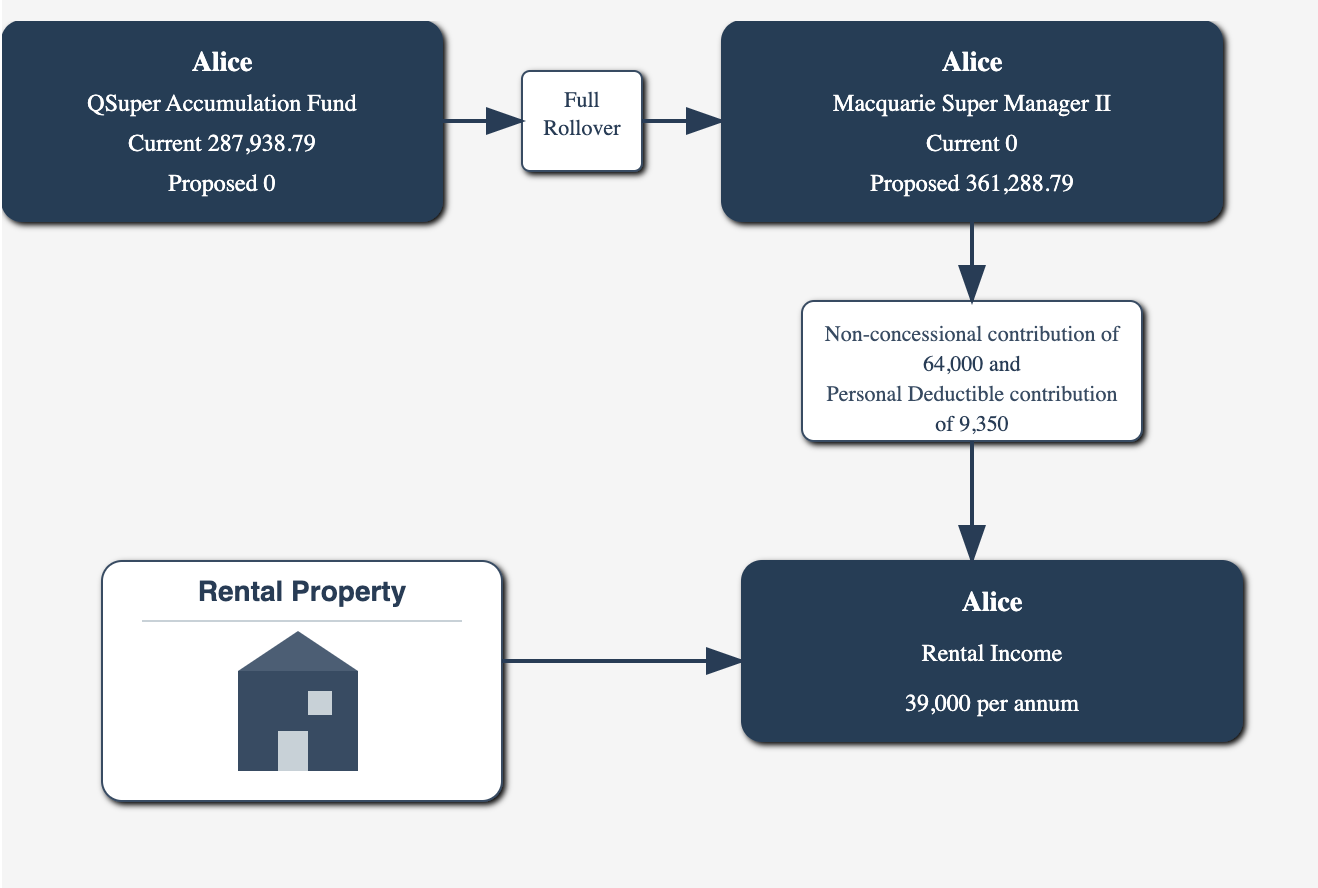 Alice
QSuper Accumulation Fund
Current 287,938.79
Proposed 0
Full
Rollover
Alice
Macquarie Super Manager II
Current 0
Proposed 361,288.79
Non-concessional contribution of
64,000 and
Personal Deductible contribution
of 9,350
Rental Property
Alice
Rental Income
39,000 per annum